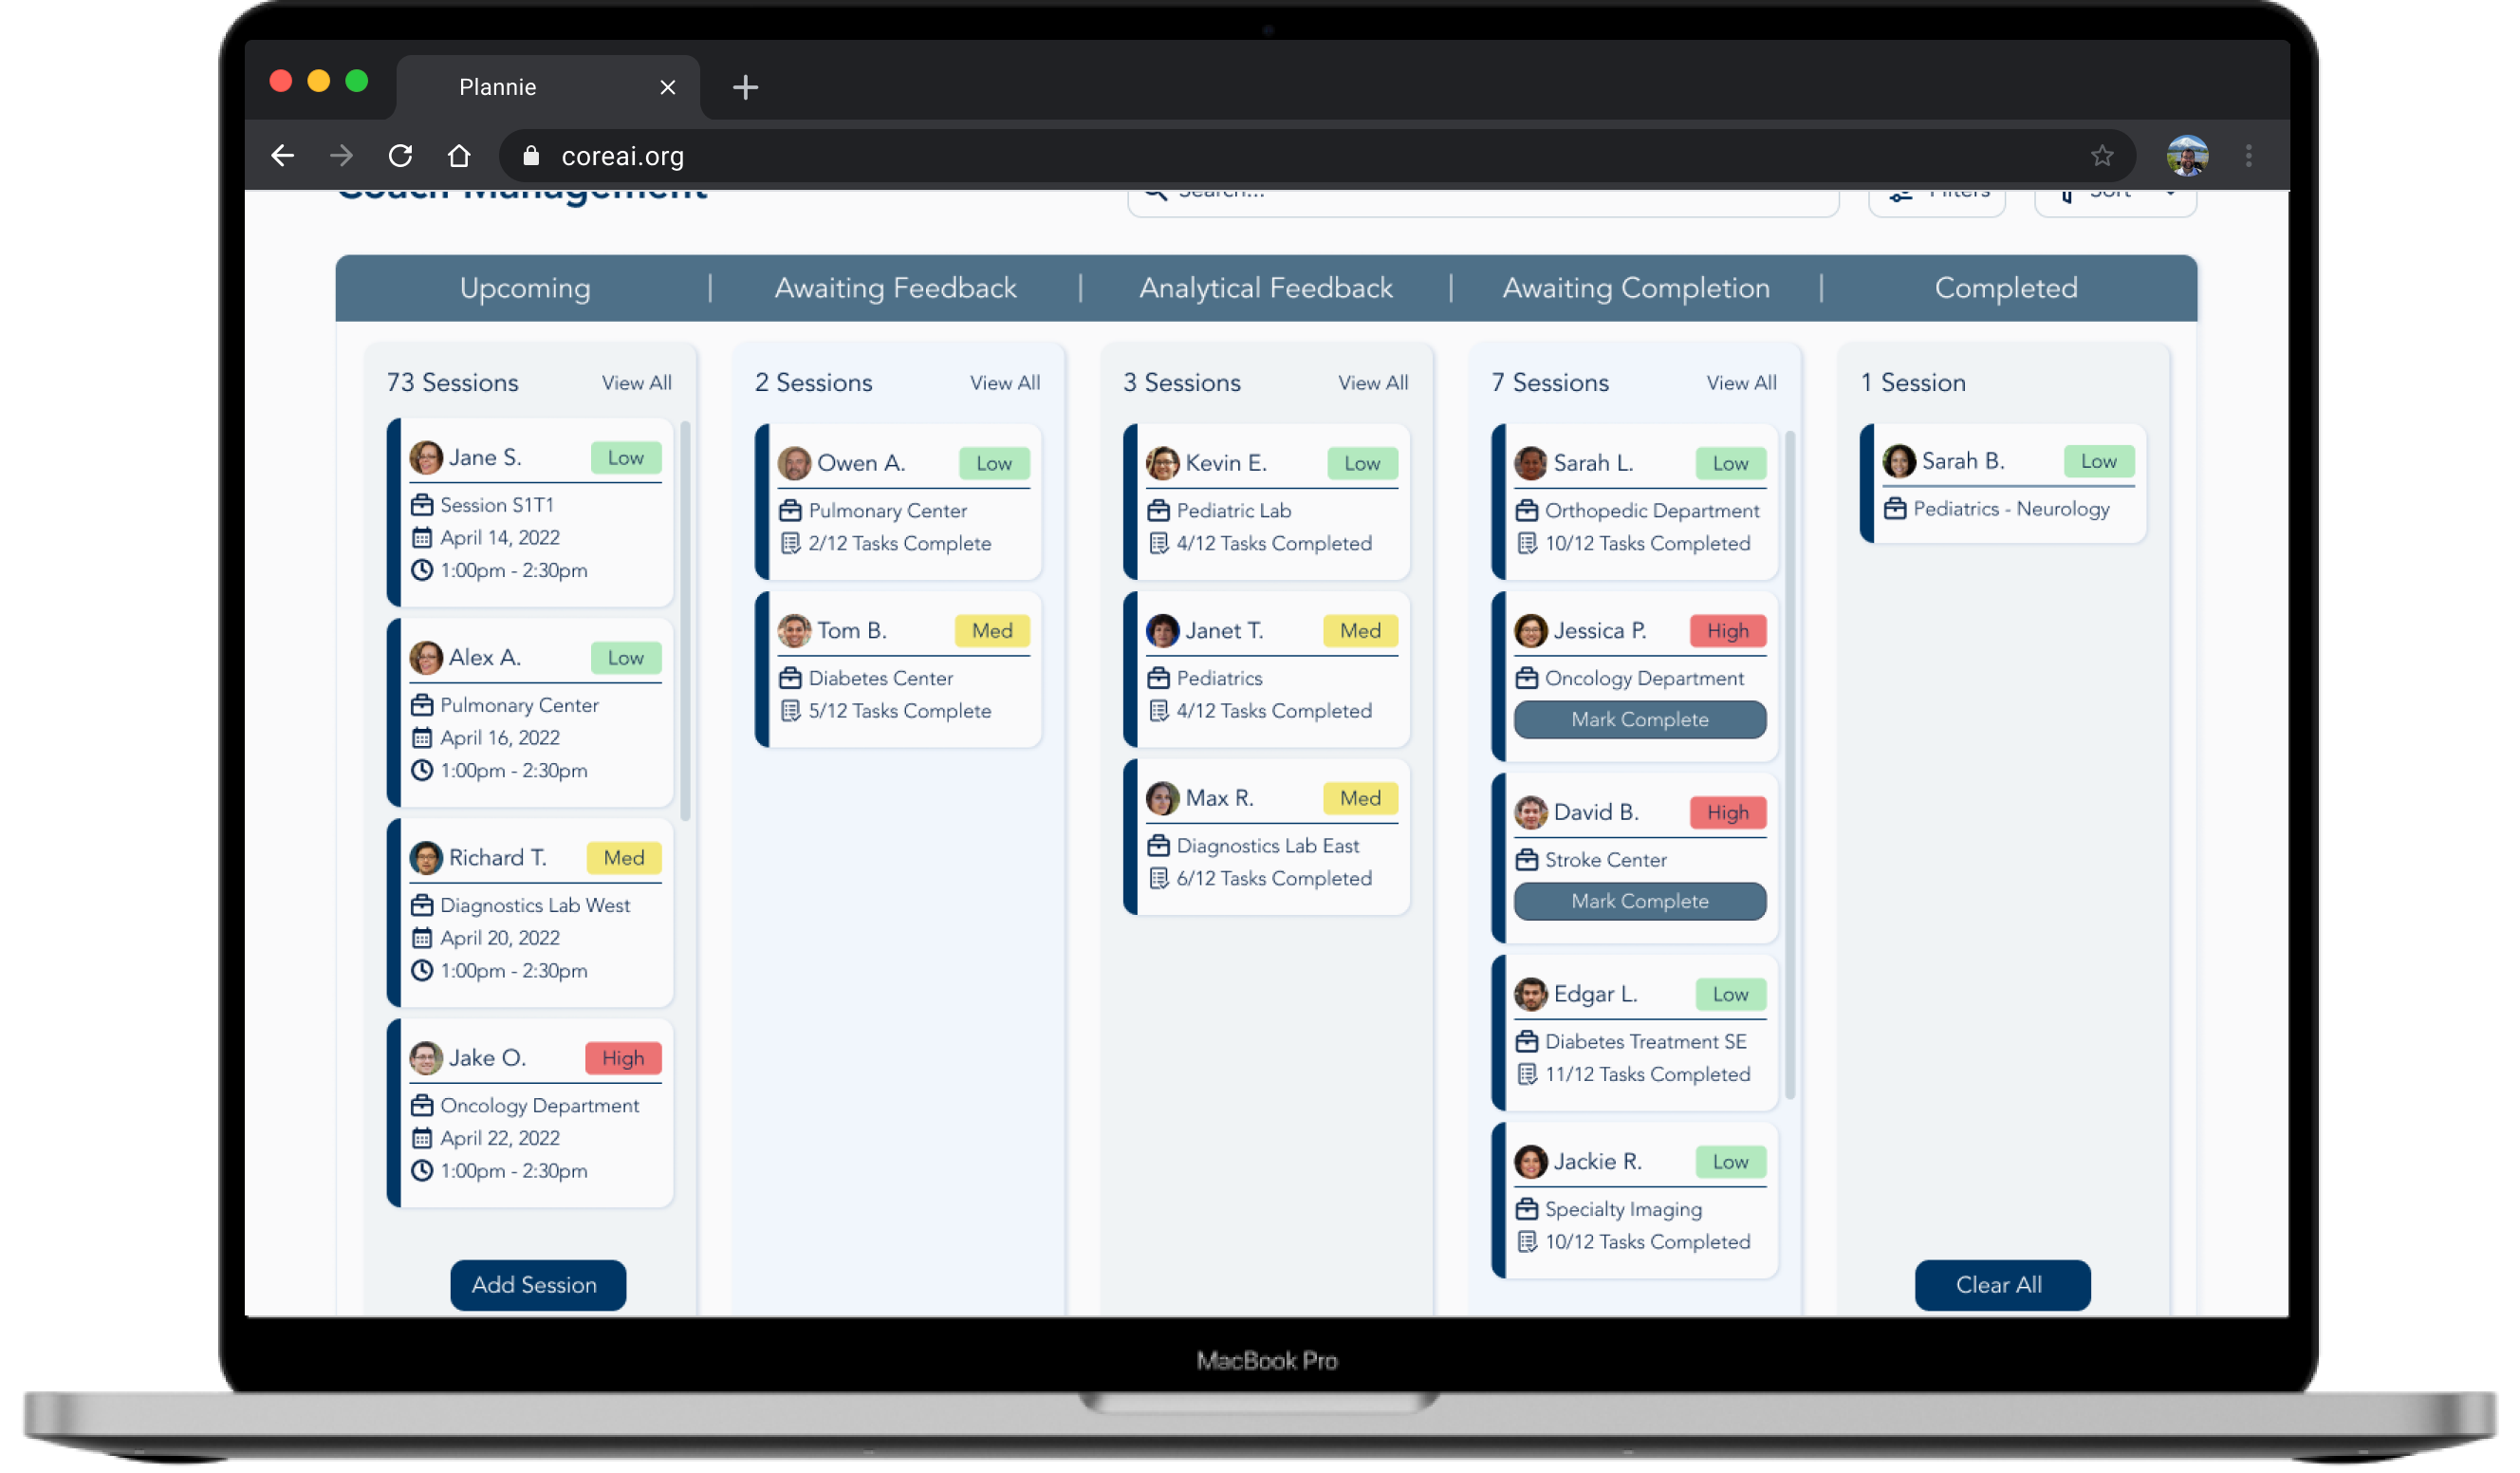 Plannie
coreai.org
Coach Management
Search...
Filters
Sort
Upcoming | Awaiting Feedback | Analytical Feedback | Awaiting Completion | Completed
73 Sessions View All
Jane S. Low
Session S1T1
April 14, 2022
1:00pm - 2:30pm
Alex A. Low
Pulmonary Center
April 16, 2022
1:00pm - 2:30pm
Richard T. Med
Diagnostics Lab West
April 20, 2022
1:00pm - 2:30pm
Jake O. High
Oncology Department
April 22, 2022
1:00pm - 2:30pm
Add Session
2 Sessions View All
Owen A. Low
Pulmonary Center
2/12 Tasks Complete
Tom B. Med
Diabetes Center
5/12 Tasks Complete
3 Sessions View All
Kevin E. Low
Pediatric Lab
4/12 Tasks Completed
Janet T. Med
Pediatrics
4/12 Tasks Completed
Max R. Med
Diagnostics Lab East
6/12 Tasks Completed
7 Sessions View All
Sarah L. Low
Orthopedic Department
10/12 Tasks Completed
Jessica P. High
Oncology Department
Mark Complete
David B. High
Stroke Center
Mark Complete
Edgar L. Low
Diabetes Treatment SE
11/12 Tasks Completed
Jackie R. Low
Specialty Imaging
10/12 Tasks Completed
1 Session
Sarah B. Low
Pediatrics - Neurology
Clear All
MacBook Pro